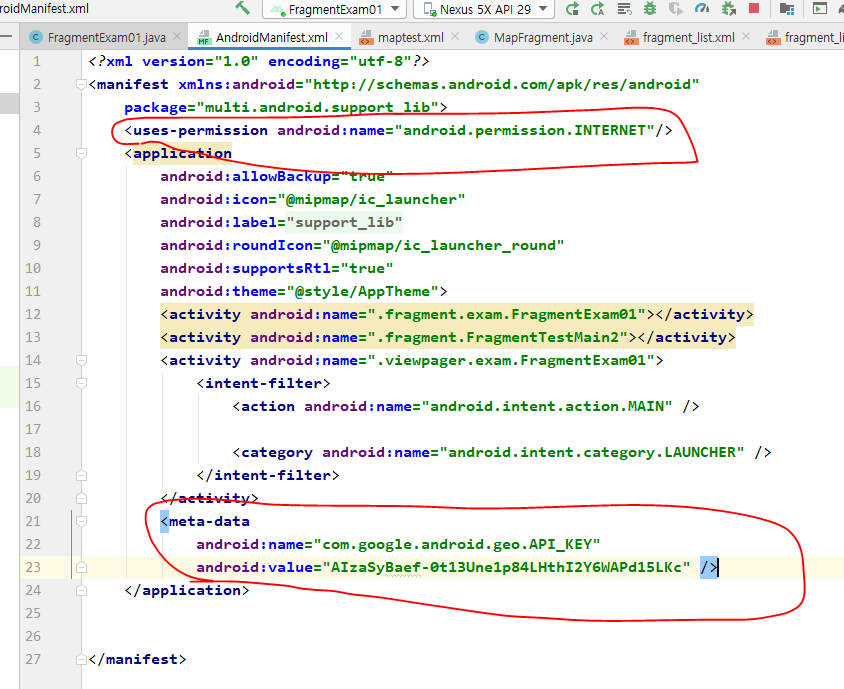 roidManifest.xml
FragmentExam01
Nexus 5X API 29
FragmentExam01.java
AndroidManifest.xml
maptest.xml
MapFragment.java
fragment_list.xml
fragment_li
1 <?xml version="1.0" encoding="utf-8"?>
2 <manifest xmlns:android="http://schemas.android.com/apk/res/android"
3 package="multi.android.support_lib">
4 <uses-permission android:name="android.permission.INTERNET"/>
5 <application
6 android:allowBackup="true"
7 android:icon="@mipmap/ic_launcher"
8 android:label="support_lib"
9 android:roundIcon="@mipmap/ic_launcher_round"
10 android:supportsRtl="true"
11 android:theme="@style/AppTheme">
12 <activity android:name=".fragment.exam.FragmentExam01"></activity>
13 <activity android:name=".fragment.FragmentTestMain2"></activity>
14 <activity android:name=".viewpager.exam.FragmentExam01">
15 <intent-filter>
16 <action android:name="android.intent.action.MAIN" />
17
18 <category android:name="android.intent.category.LAUNCHER" />
19 </intent-filter>
20 </activity>
21 <meta-data
22 android:name="com.google.android.geo.API_KEY"
23 android:value="AIzaSyBaef-0t13Une1p84LHthI2Y6WAPd15LKc" />
24 </application>
25
26
27 </manifest>